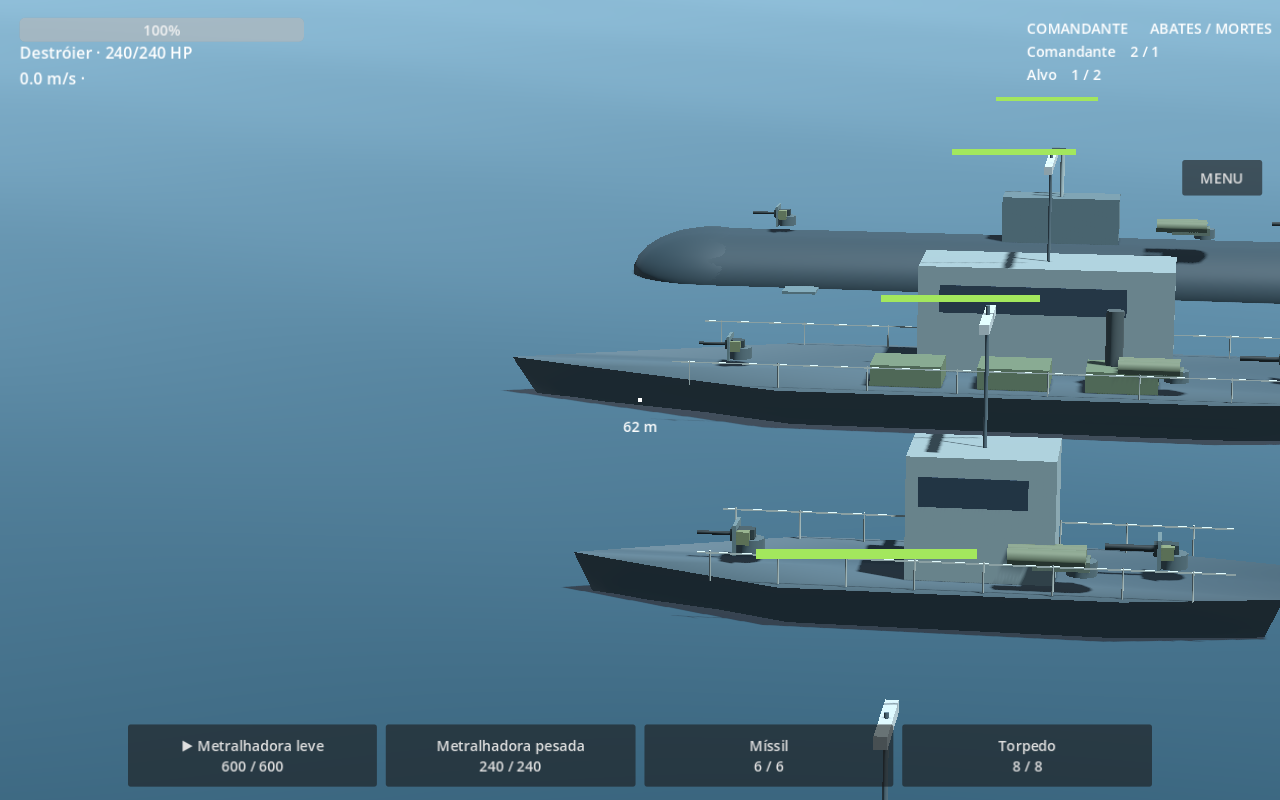 100%
Destróier · 240/240 HP
0.0 m/s ·
COMANDANTE ABATES / MORTES
Comandante 2 / 1
Alvo 1 / 2
MENU
62 m
▶ Metralhadora leve
600 / 600
Metralhadora pesada
240 / 240
Míssil
6 / 6
Torpedo
8 / 8